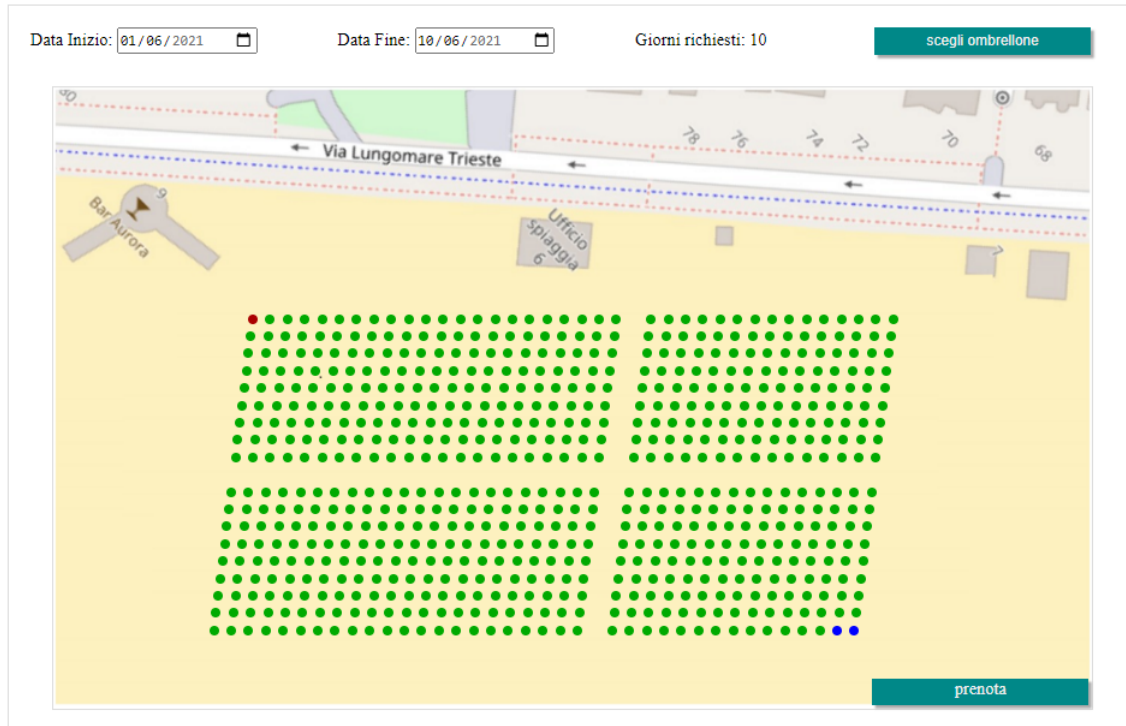 Data Inizio: 01/06/2021 Data Fine: 10/06/2021 Giorni richiesti: 10 scegli ombrellone
80
Via Lungomare Trieste
78 76 74 72 70 68
Bar Aurora
9
Ufficio
spiaggia
6
7
prenota